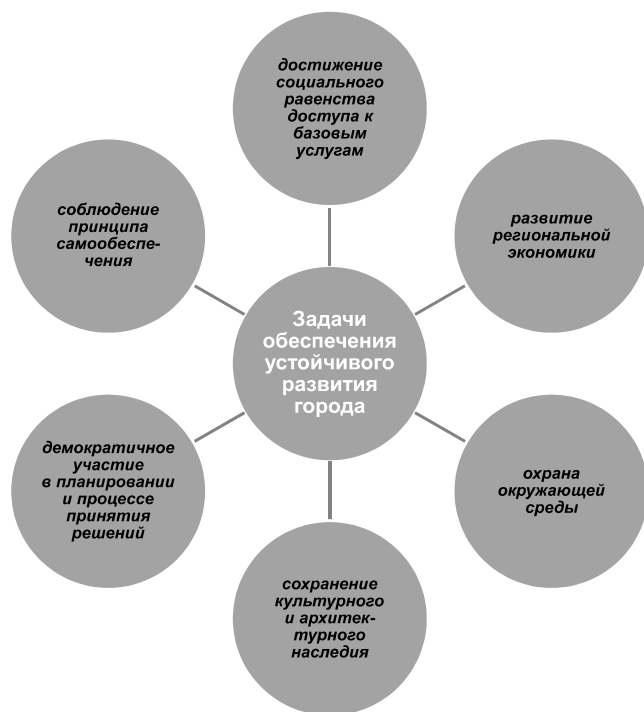 достижение
социального
равенства
доступа к
базовым
услугам
соблюдение
принципа
самообеспе-
чения
развитие
региональной
экономики
Задачи
обеспечения
устойчивого
развития
города
демократичное
участие
в планировании
и процессе
принятия
решений
охрана
окружающей
среды
сохранение
культурного
и архитек-
турного
наследия